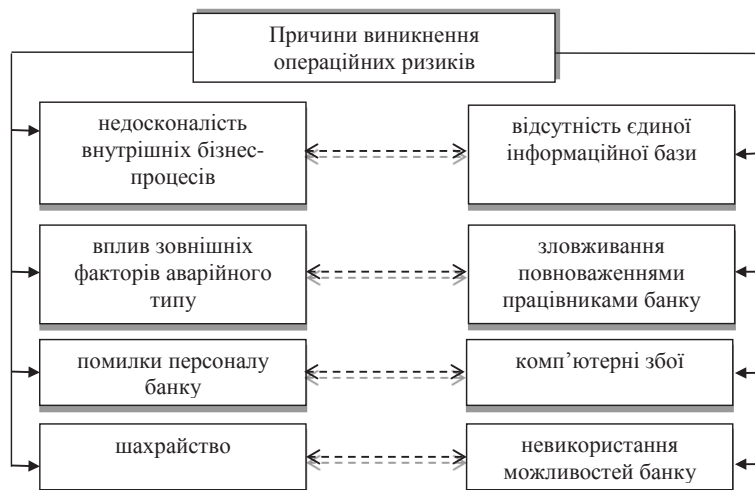 Причини виникнення
операційних ризиків
недосконалість
внутрішніх бізнес-
процесів
відсутність єдиної
інформаційної бази
вплив зовнішніх
факторів аварійного
типу
зловживання
повноваженнями
працівниками банку
помилки персоналу
банку
комп’ютерні збої
шахрайство
невикористання
можливостей банку